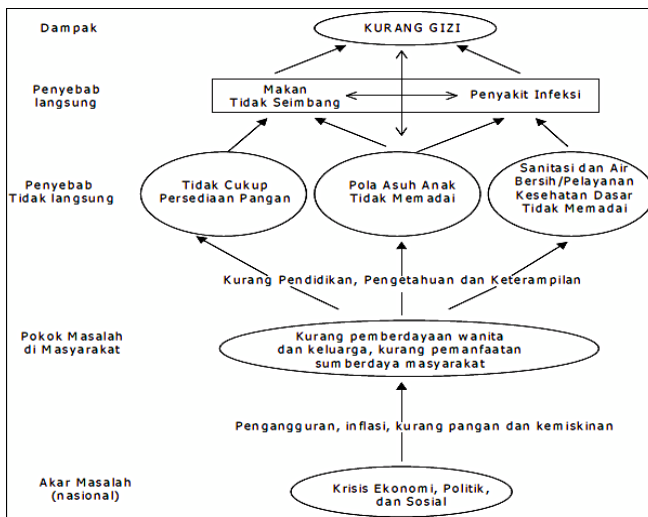 Dampak
KURANG GIZI
Penyebab
langsung
Makan
Tidak Seimbang
Penyakit Infeksi
Penyebab
Tidak langsung
Tidak Cukup
Persediaan Pangan
Pola Asuh Anak
Tidak Memadai
Sanitasi dan Air
Bersih/Pelayanan
Kesehatan Dasar
Tidak Memadai
Kurang Pendidikan, Pengetahuan dan Keterampilan
Pokok Masalah
di Masyarakat
Kurang pemberdayaan wanita
dan keluarga, kurang pemanfaatan
sumberdaya masyarakat
Pengangguran, inflasi, kurang pangan dan kemiskinan
Akar Masalah
(nasional)
Krisis Ekonomi, Politik,
dan Sosial